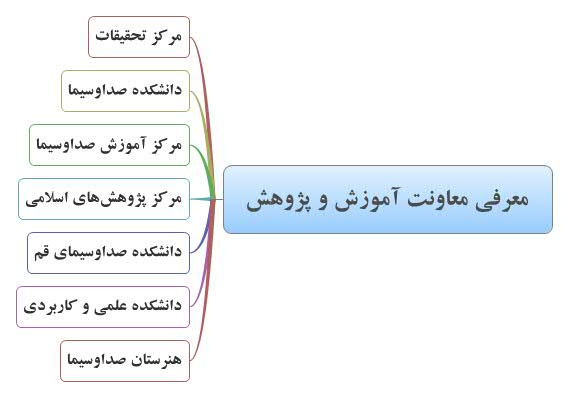 معرفی معاونت آموزش و پژوهش
مرکز تحقیقات
دانشکده صداوسیما
مرکز آموزش صداوسیما
مرکز پژوهش‌های اسلامی
دانشکده صداوسیمای قم
دانشکده علمی و کاربردی
هنرستان صداوسیما